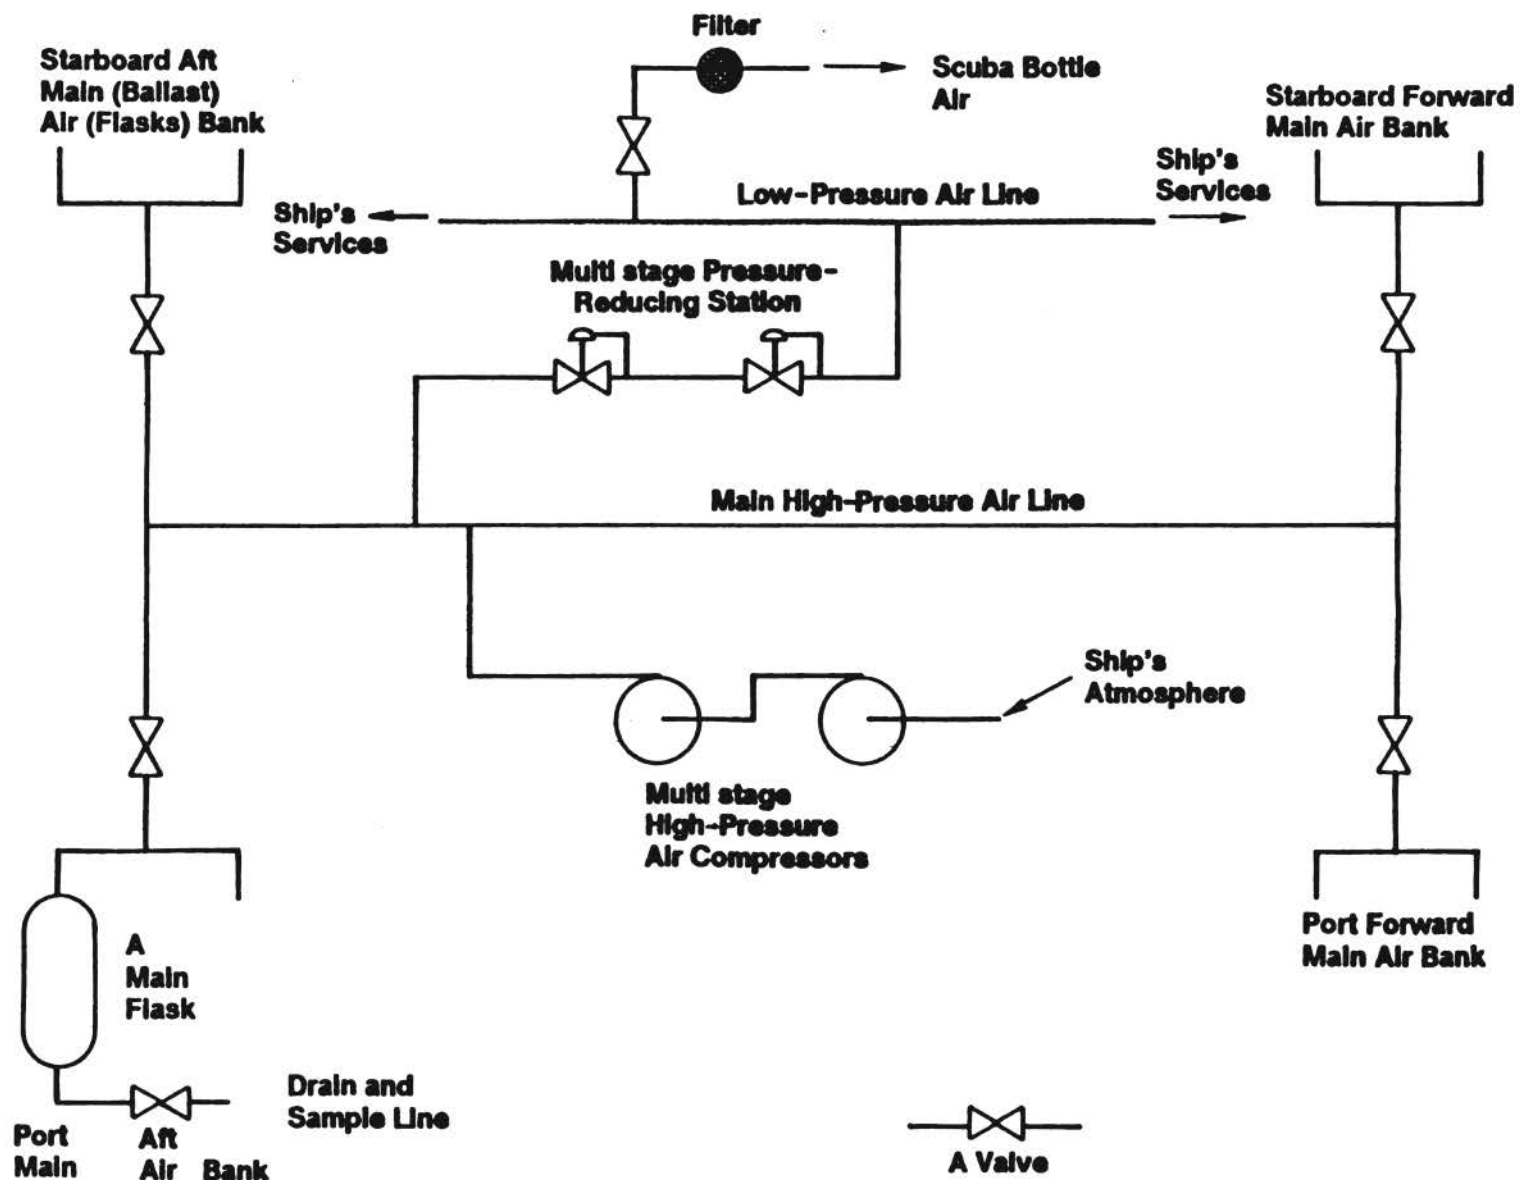 Filter
Starboard Aft
Main (Ballast)
Air (Flasks) Bank
Scuba Bottle
Air
Starboard Forward
Main Air Bank
Ship's
Services
Low-Pressure Air Line
Ship's
Services
Multi stage Pressure-
Reducing Station
Main High-Pressure Air Line
Ship's
Atmosphere
Multi stage
High-Pressure
Air Compressors
A
Main
Flask
Port Forward
Main Air Bank
Drain and
Sample Line
Port Aft
Main Air Bank
A Valve